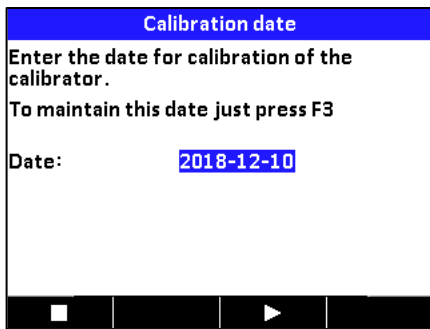 Calibration date
Enter the date for calibration of the
calibrator.
To maintain this date just press F3
Date: 2018-12-10